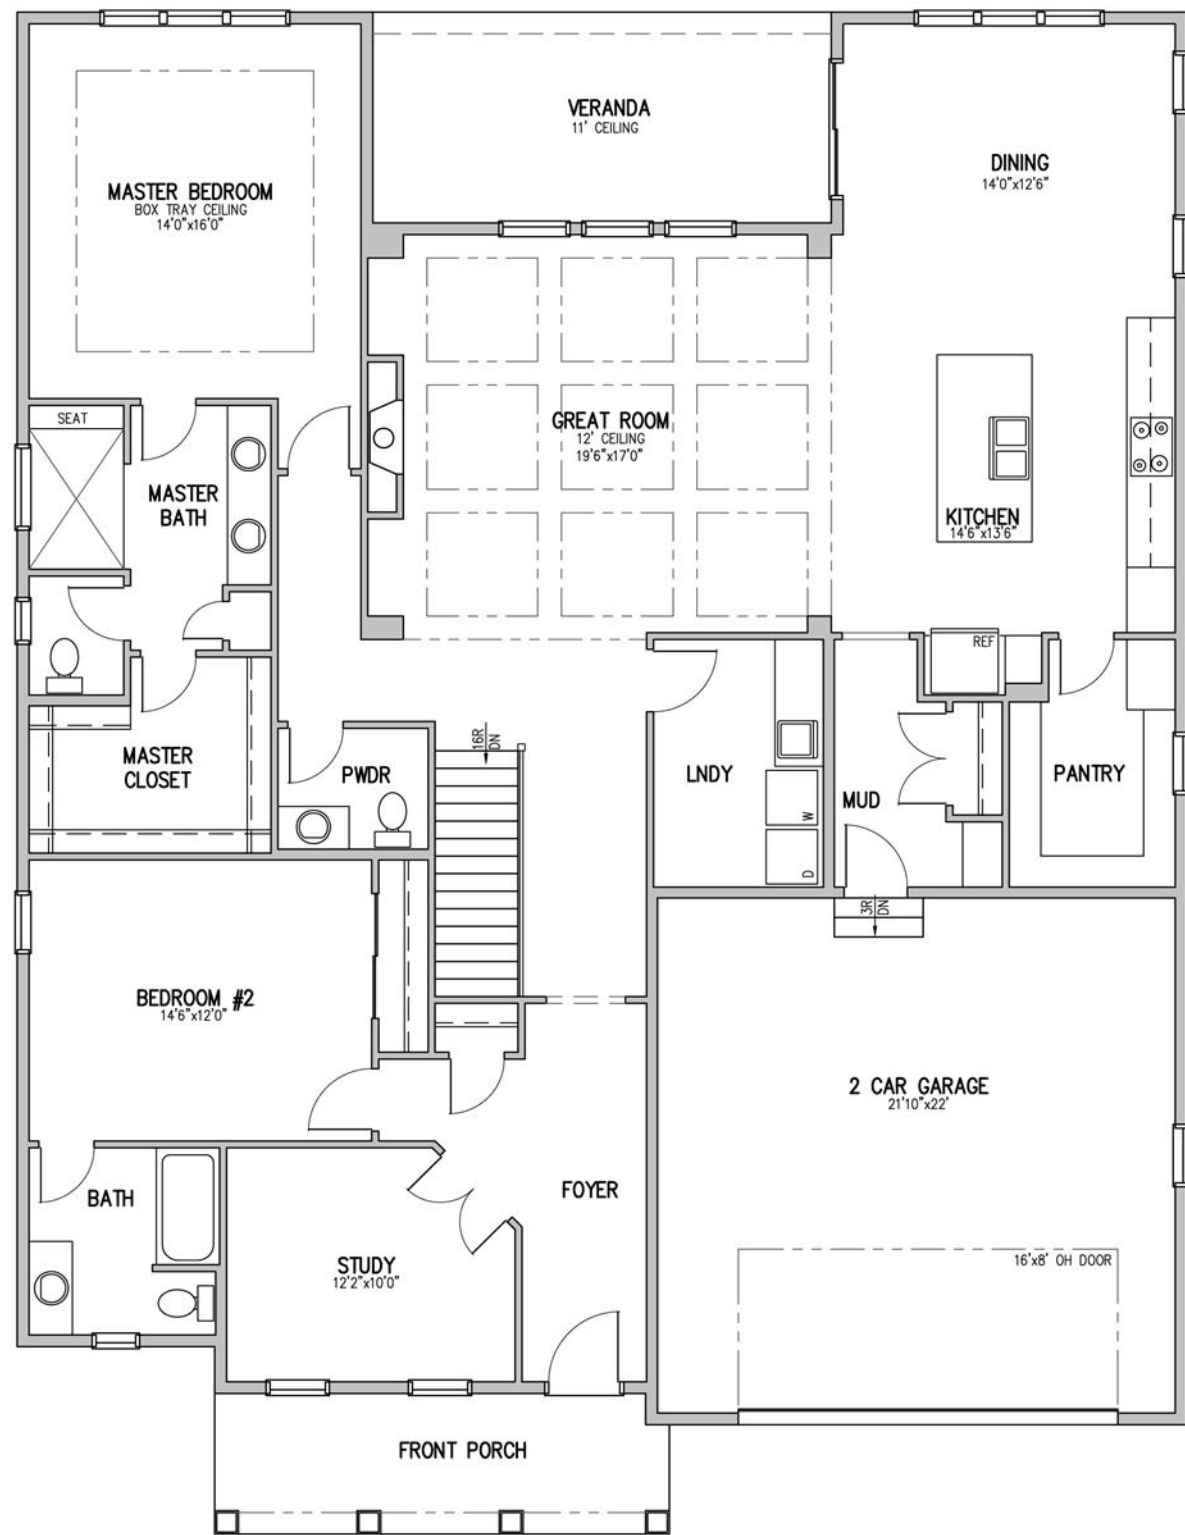 VERANDA
11' CEILING
DINING
14'0"x12'6"
MASTER BEDROOM
BOX TRAY CEILING
14'0"x16'0"
SEAT
GREAT ROOM
12' CEILING
19'6"x17'0"
MASTER
BATH
KITCHEN
14'6"x13'6"
REF
16R
DN
MASTER
CLOSET
PWDR
LNDY
W
D
MUD
PANTRY
3R
DN
BEDROOM #2
14'6"x12'0"
2 CAR GARAGE
21'10"x22'
BATH
FOYER
STUDY
12'2"x10'0"
16'x8' OH DOOR
FRONT PORCH